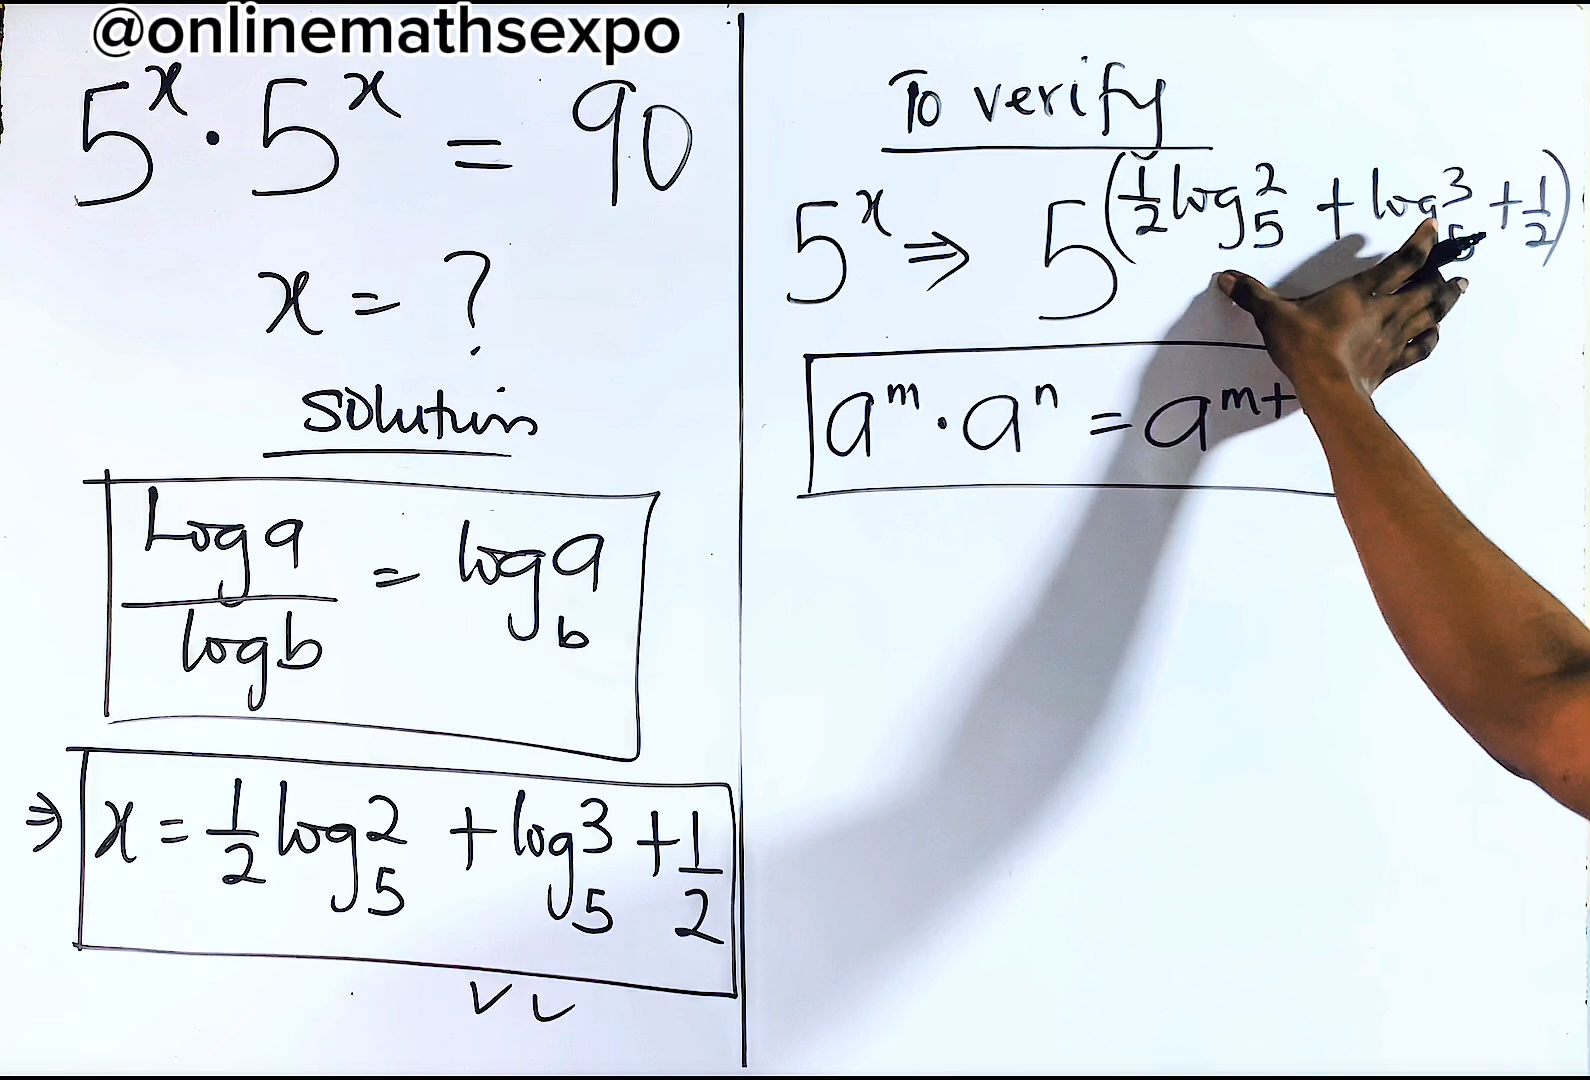 @onlinemathsexpo
5^x · 5^x = 90
x = ?
solution
Log a / log b = log_b a
⇒ x = 1/2 log_5 2 + log_5 3 + 1/2
To verify
5^x ⇒ 5^(1/2 log_5 2 + log_5 3 + 1/2)
a^m · a^n = a^m+